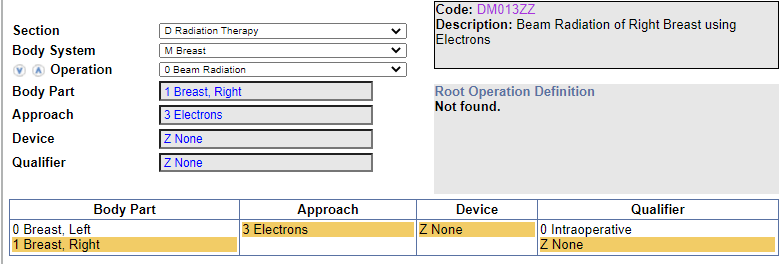 Section
D Radiation Therapy
Body System
M Breast
Operation
0 Beam Radiation
Body Part
1 Breast, Right
Approach
3 Electrons
Device
Z None
Qualifier
Z None
Code: DM013ZZ
Description: Beam Radiation of Right Breast using
Electrons
Root Operation Definition
Not found.
Body Part
Approach
Device
Qualifier
0 Breast, Left
3 Electrons
Z None
0 Intraoperative
1 Breast, Right
Z None